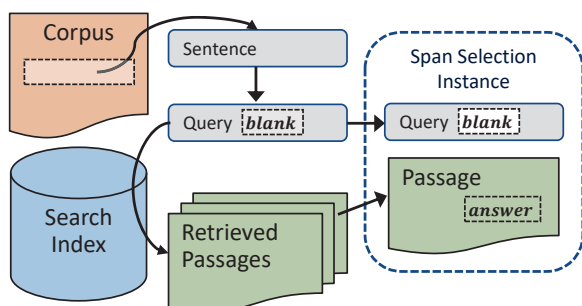 Corpus
Sentence
Query blank
Search
Index
Retrieved
Passages
Span Selection
Instance
Query blank
Passage
answer